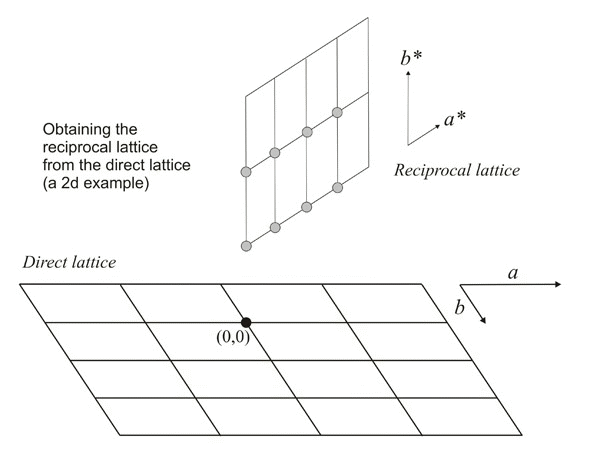 b*
a*
Obtaining the
reciprocal lattice
from the direct lattice
(a 2d example)
Reciprocal lattice
Direct lattice
a
b
(0,0)